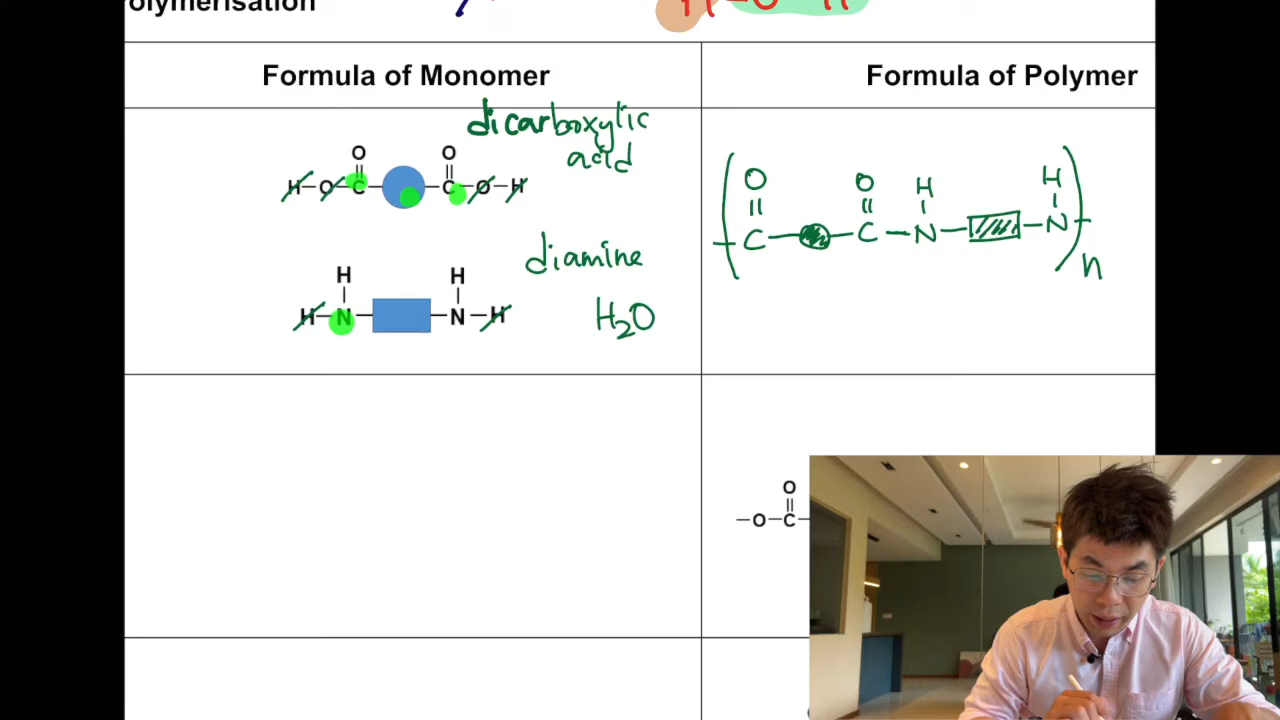 olymerisation
H-O-H
Formula of Monomer
Formula of Polymer
dicarboxylic
acid
O O
H-O-C- -C-O-H
O O H H
( -C- -C-N- -N- )n
diamine
H H
H-N- -N-H
H2O
O
-O-C-